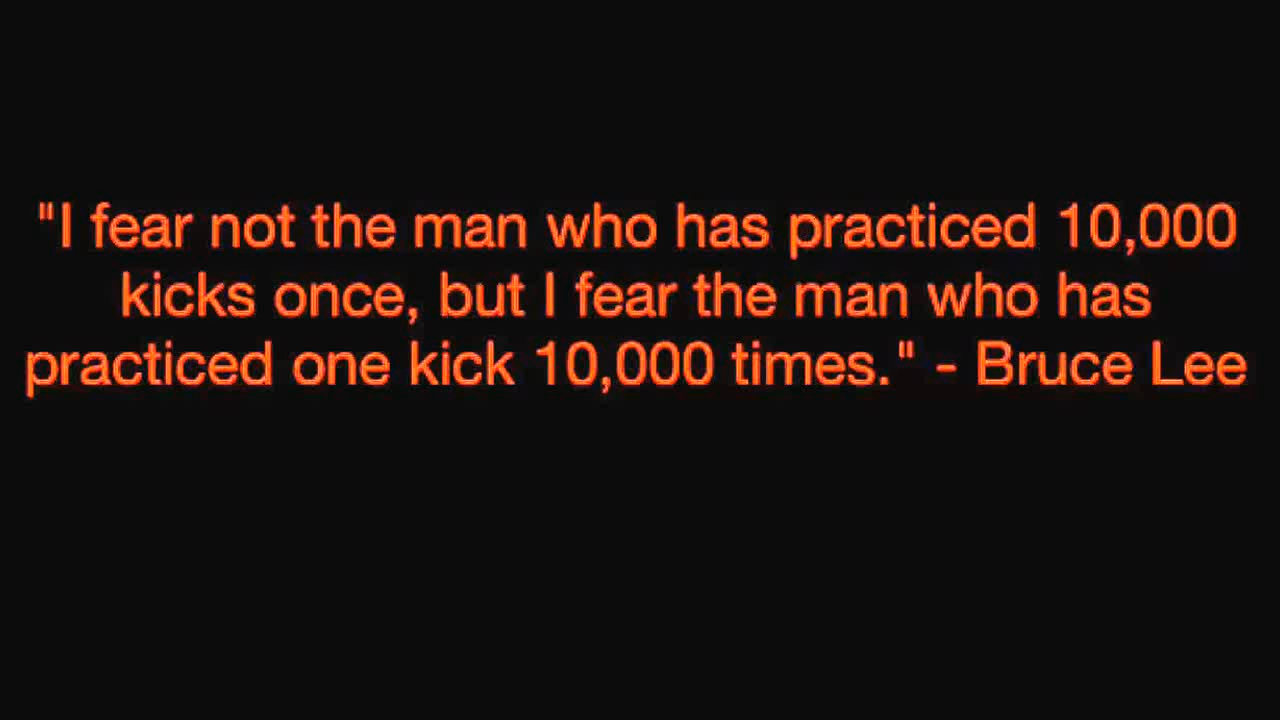 "I fear not the man who has practiced 10,000
kicks once, but I fear the man who has
practiced one kick 10,000 times." - Bruce Lee